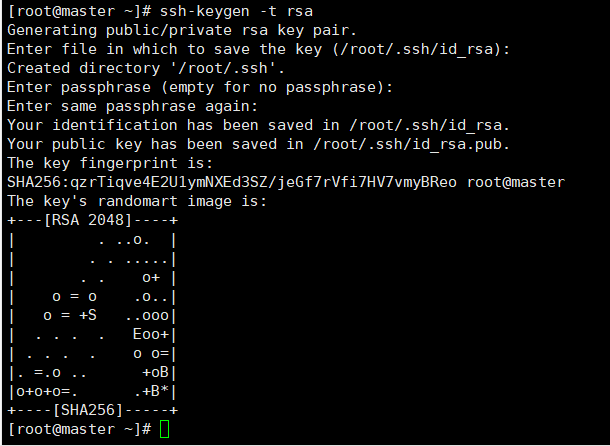 [root@master ~]# ssh-keygen -t rsa
Generating public/private rsa key pair.
Enter file in which to save the key (/root/.ssh/id_rsa):
Created directory '/root/.ssh'.
Enter passphrase (empty for no passphrase):
Enter same passphrase again:
Your identification has been saved in /root/.ssh/id_rsa.
Your public key has been saved in /root/.ssh/id_rsa.pub.
The key fingerprint is:
SHA256:qzrTiqve4E2U1ymNXEd3SZ/jeGf7rVfi7HV7vmyBReo root@master
The key's randomart image is:
+---[RSA 2048]----+
|         . ..o.  |
|        . . .....|
|       . .    o+ |
|    o = o    .o..|
|   o = +S   ..ooo|
|  . . . .   Eoo+|
| . . . .    o o=|
|. =.o ..      +oB|
|o+o+o=.      .+B*|
+----[SHA256]-----+
[root@master ~]#